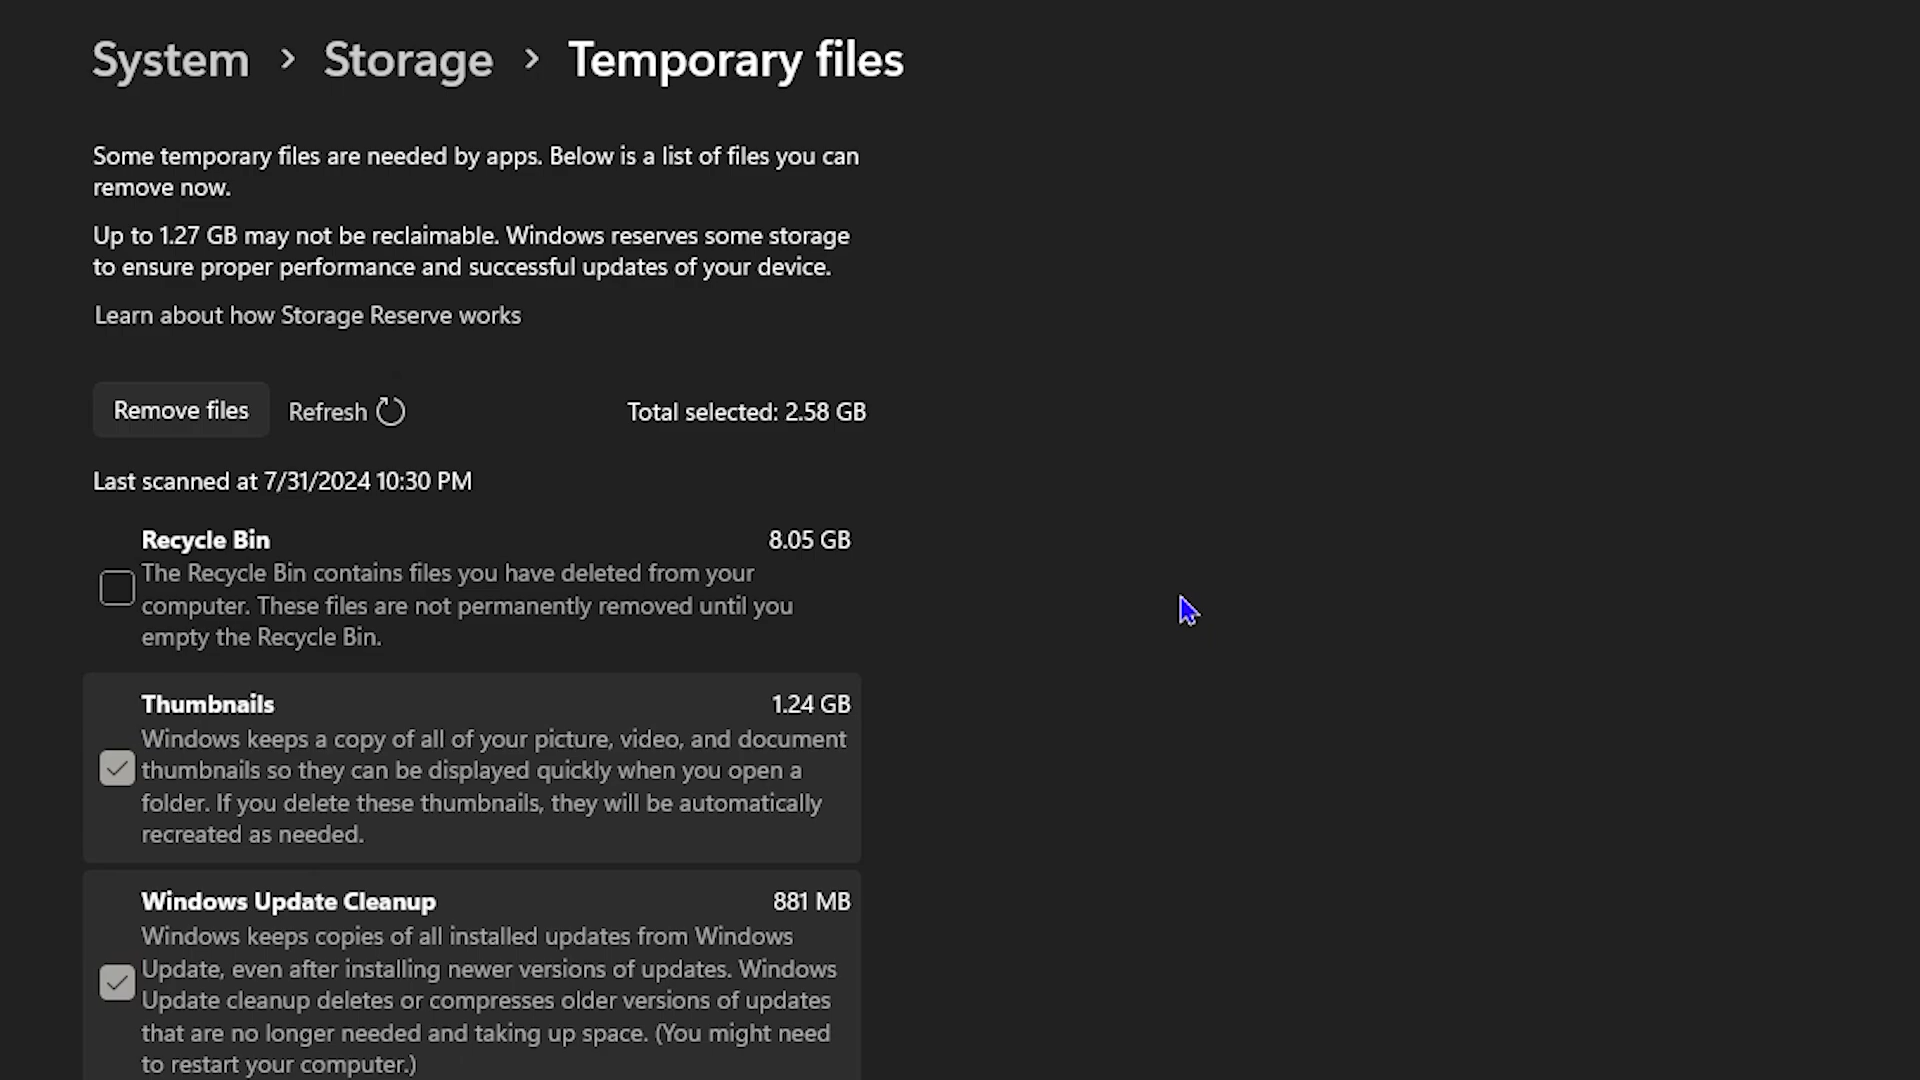 System > Storage > Temporary files
Some temporary files are needed by apps. Below is a list of files you can
remove now.
Up to 1.27 GB may not be reclaimable. Windows reserves some storage
to ensure proper performance and successful updates of your device.
Learn about how Storage Reserve works
Remove files Refresh Total selected: 2.58 GB
Last scanned at 7/31/2024 10:30 PM
Recycle Bin 8.05 GB
The Recycle Bin contains files you have deleted from your
computer. These files are not permanently removed until you
empty the Recycle Bin.
Thumbnails 1.24 GB
Windows keeps a copy of all of your picture, video, and document
thumbnails so they can be displayed quickly when you open a
folder. If you delete these thumbnails, they will be automatically
recreated as needed.
Windows Update Cleanup 881 MB
Windows keeps copies of all installed updates from Windows
Update, even after installing newer versions of updates. Windows
Update cleanup deletes or compresses older versions of updates
that are no longer needed and taking up space. (You might need
to restart your computer.)